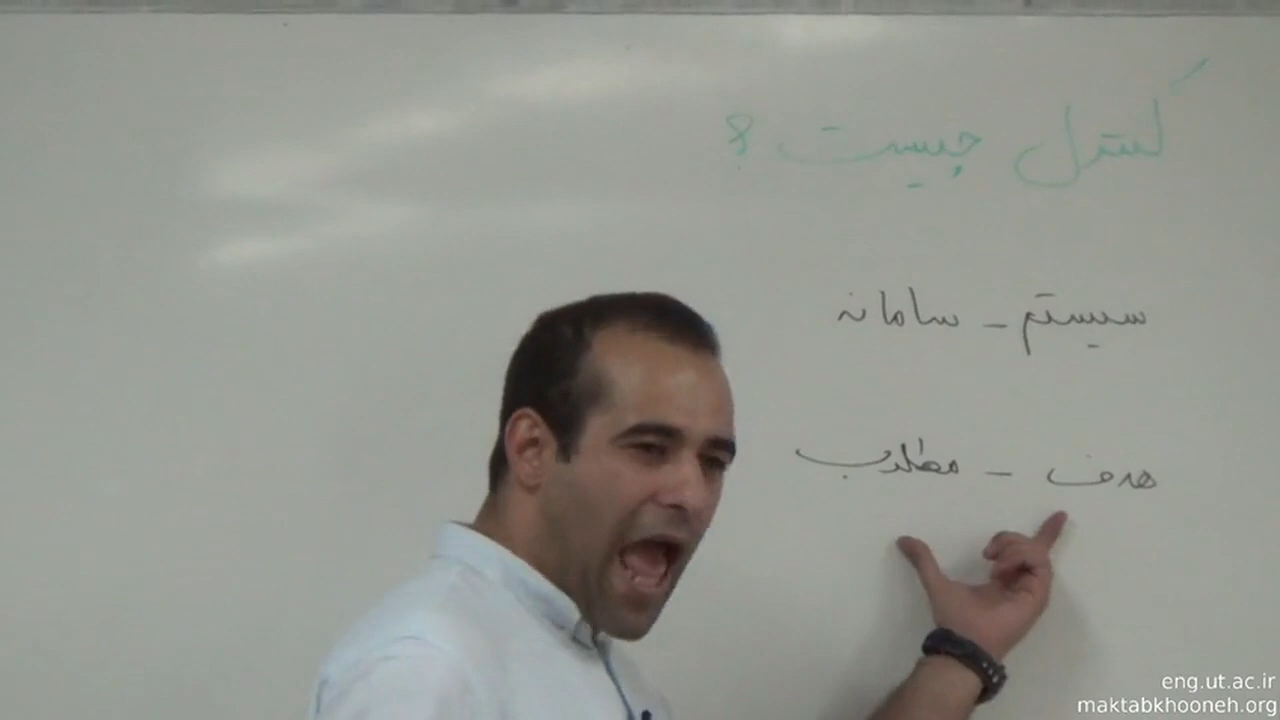 کنترل چیست ؟
سیستم - سامانه
هدف - مطلوب
eng.ut.ac.ir
maktabkhooneh.org